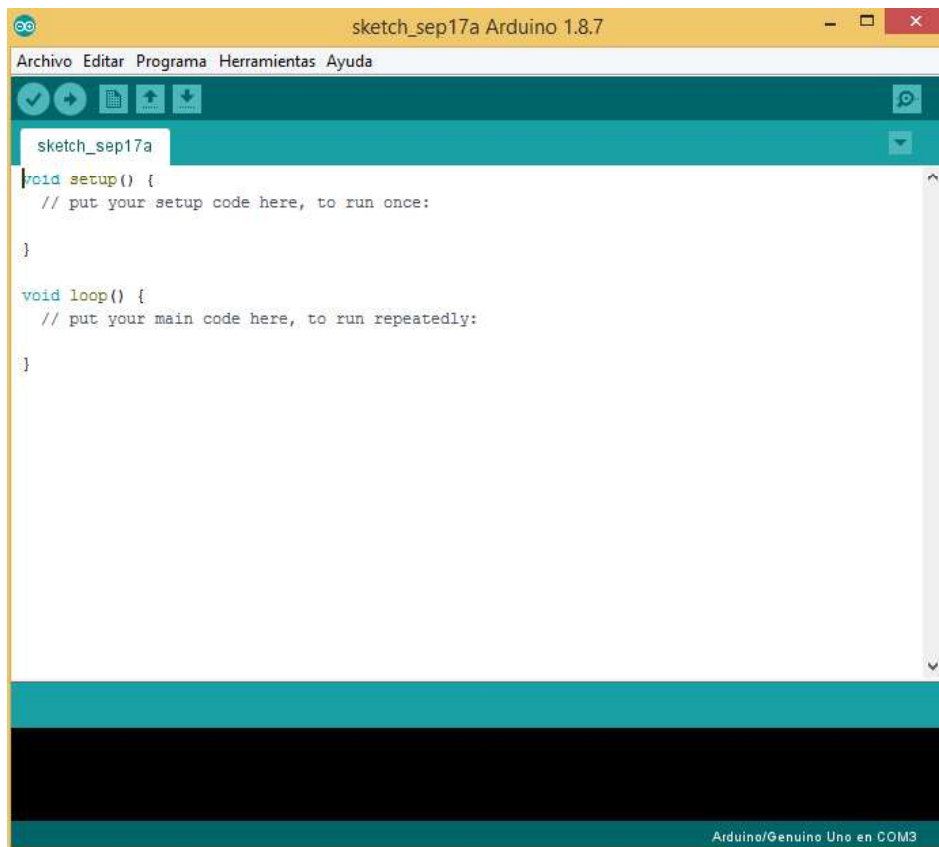 sketch_sep17a Arduino 1.8.7
Archivo Editar Programa Herramientas Ayuda
sketch_sep17a
void setup() {
  // put your setup code here, to run once:
}
void loop() {
  // put your main code here, to run repeatedly:
}
Arduino/Genuino Uno en COM3